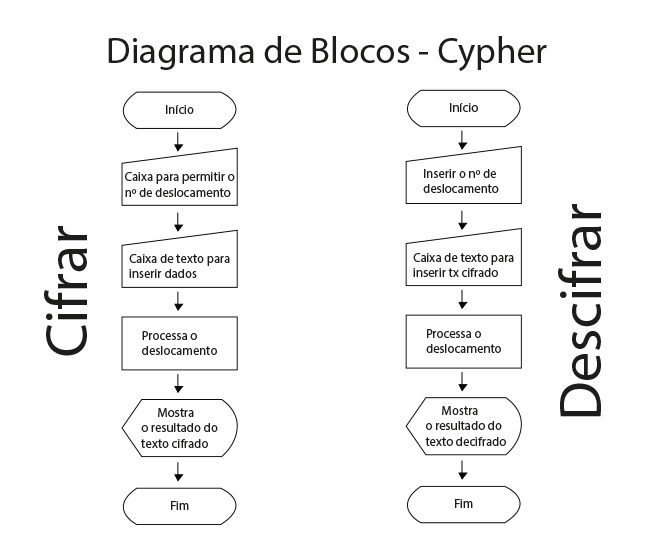 Diagrama de Blocos - Cypher
Cifrar
Início
Caixa para permitir o
nº de deslocamento
Caixa de texto para
inserir dados
Processa o
deslocamento
Mostra
o resultado do
texto cifrado
Fim
Início
Inserir o nº de
deslocamento
Caixa de texto para
inserir tx cifrado
Processa o
deslocamento
Mostra
o resultado do
texto decifrado
Fim
Descifrar